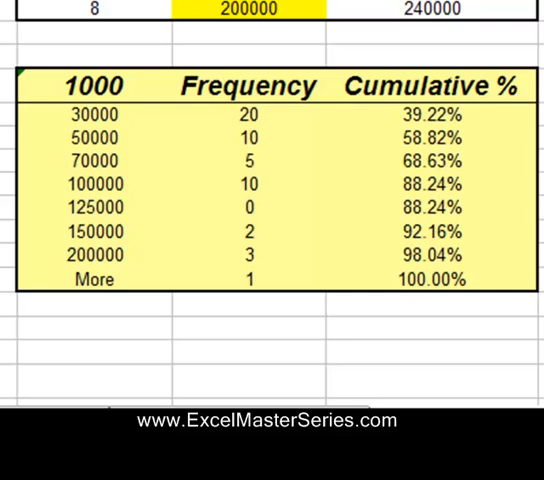 8 200000 240000
1000 Frequency Cumulative %
30000 20 39.22%
50000 10 58.82%
70000 5 68.63%
100000 10 88.24%
125000 0 88.24%
150000 2 92.16%
200000 3 98.04%
More 1 100.00%
www.ExcelMasterSeries.com